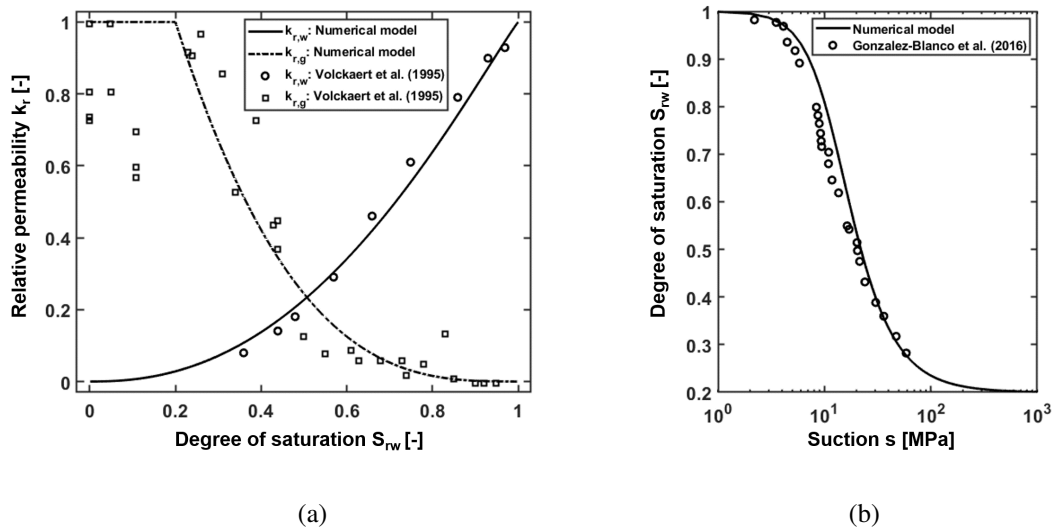 k_r,w: Numerical model
k_r,g: Numerical model
k_r,w: Volckaert et al. (1995)
k_r,g: Volckaert et al. (1995)
Relative permeability k_r [-]
1
0.8
0.6
0.4
0.2
0
0 0.2 0.4 0.6 0.8 1
Degree of saturation S_rw [-]
(a)
Numerical model
Gonzalez-Blanco et al. (2016)
Degree of saturation S_rw [-]
1
0.9
0.8
0.7
0.6
0.5
0.4
0.3
0.2
10^0 10^1 10^2 10^3
Suction s [MPa]
(b)